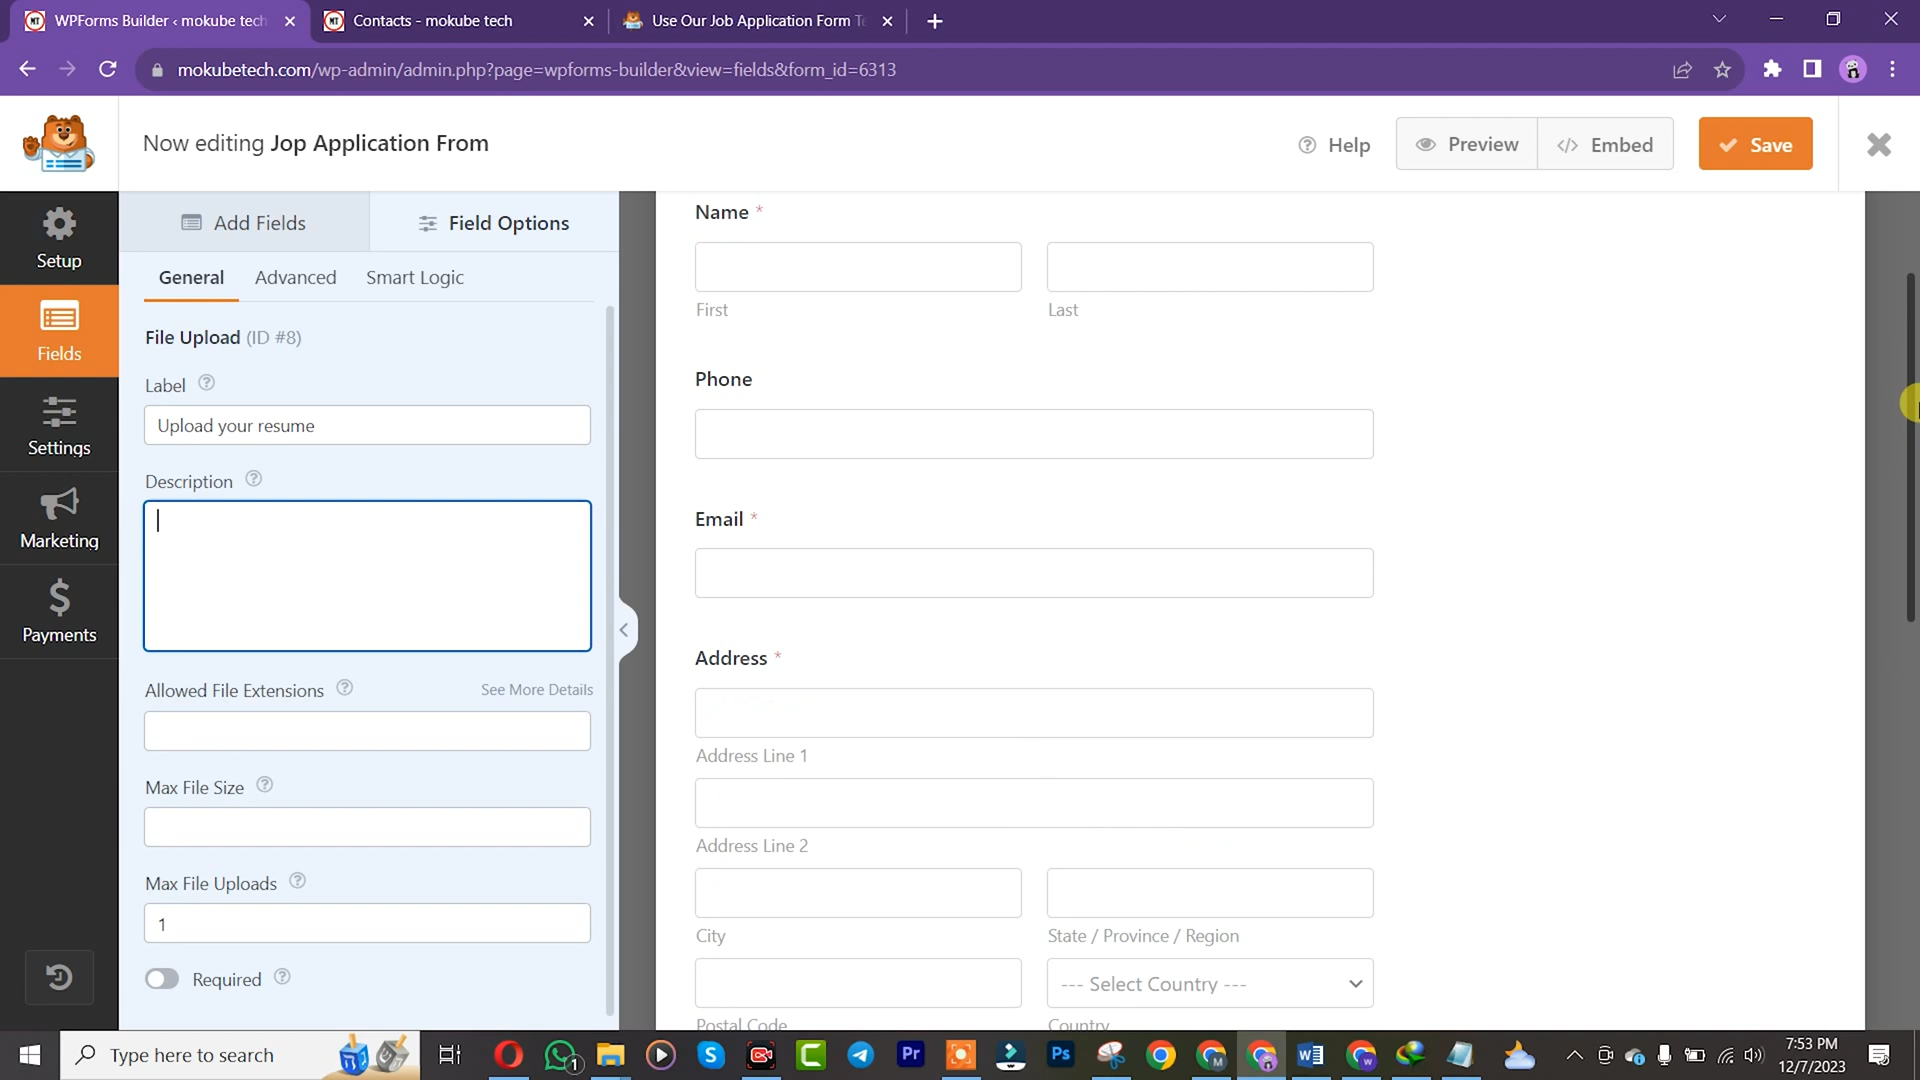 WPForms Builder ‹ mokube tech
Contacts - mokube tech
Use Our Job Application Form Te
mokubetech.com/wp-admin/admin.php?page=wpforms-builder&view=fields&form_id=6313
Now editing Jop Application From
Help
Preview
Embed
Save
Setup
Fields
Settings
Marketing
Payments
Add Fields
Field Options
General
Advanced
Smart Logic
File Upload (ID #8)
Label
Upload your resume
Description
Allowed File Extensions
See More Details
Max File Size
Max File Uploads
1
Required
Name *
First
Last
Phone
Email *
Address *
Address Line 1
Address Line 2
City
State / Province / Region
--- Select Country ---
Postal Code
Country
Type here to search
7:53 PM
12/7/2023